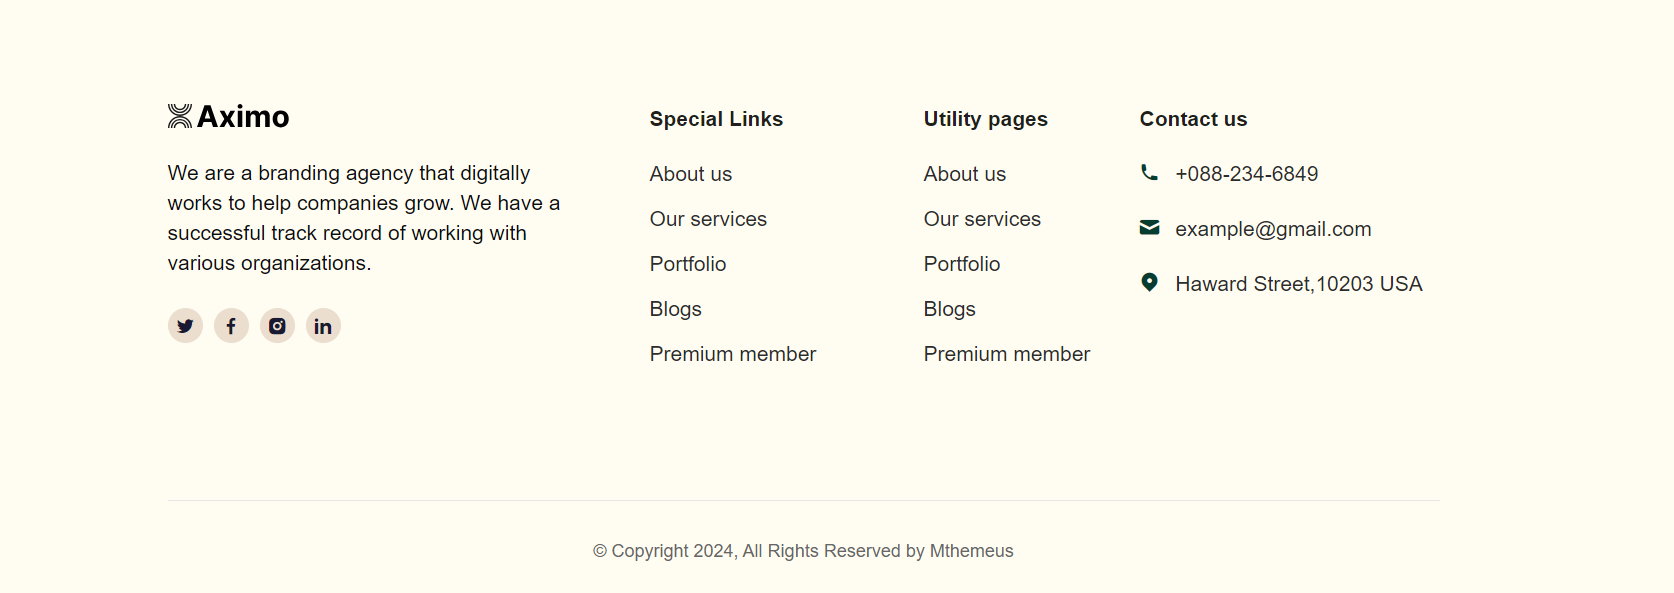 Aximo
We are a branding agency that digitally
works to help companies grow. We have a
successful track record of working with
various organizations.
Special Links
About us
Our services
Portfolio
Blogs
Premium member
Utility pages
About us
Our services
Portfolio
Blogs
Premium member
Contact us
+088-234-6849
example@gmail.com
Haward Street,10203 USA
© Copyright 2024, All Rights Reserved by Mthemeus